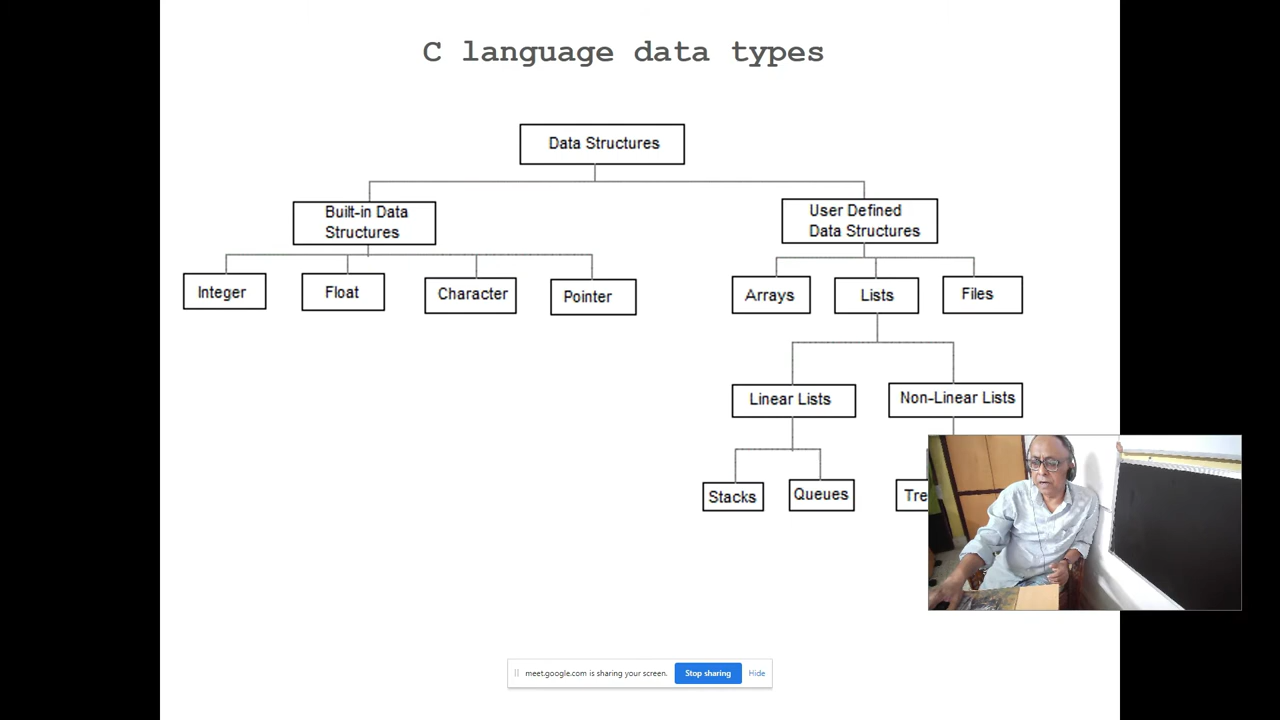 C language data types
Data Structures
Built-in Data
Structures
User Defined
Data Structures
Integer
Float
Character
Pointer
Arrays
Lists
Files
Linear Lists
Non-Linear Lists
Stacks
Queues
meet.google.com is sharing your screen.
Stop sharing
Hide